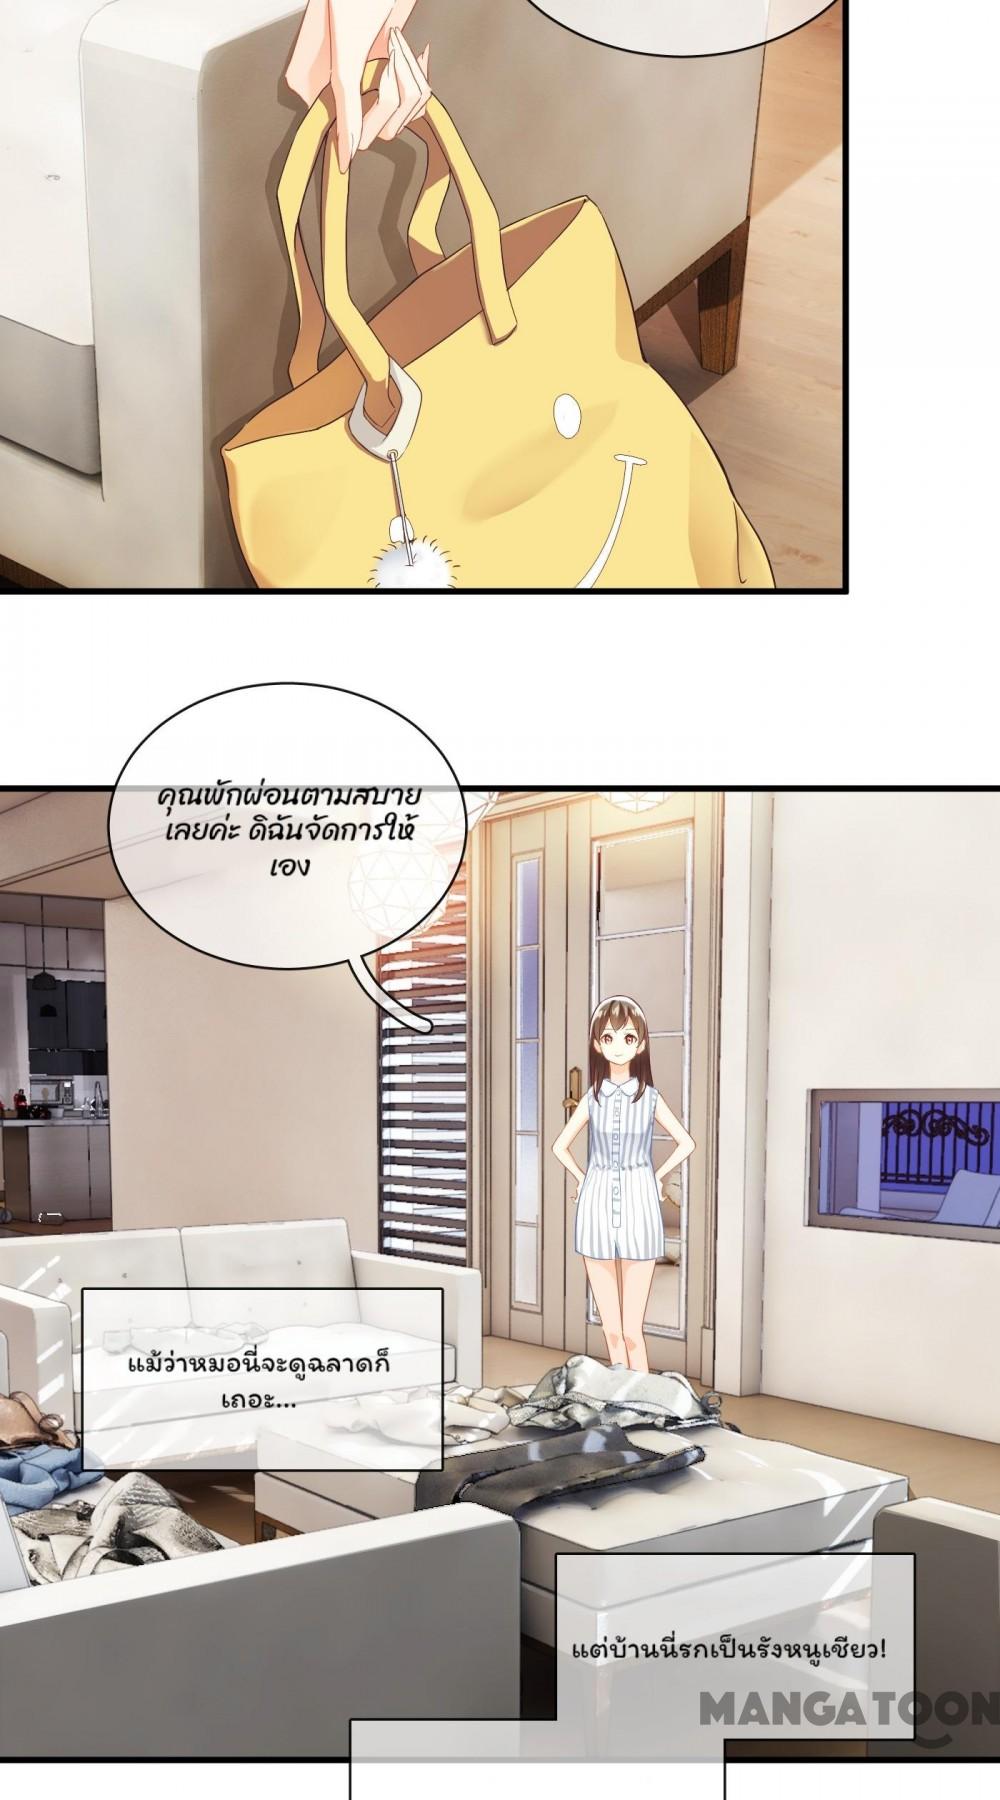 คุณพักผ่อนตามสบาย
เลยค่ะ ดิฉันจัดการให้
เอง
แม้ว่าหมอนี่จะดูฉลาดก็
เถอะ...
แต่บ้านนี่รกเป็นรังหนูเชียว!
MANGATOON